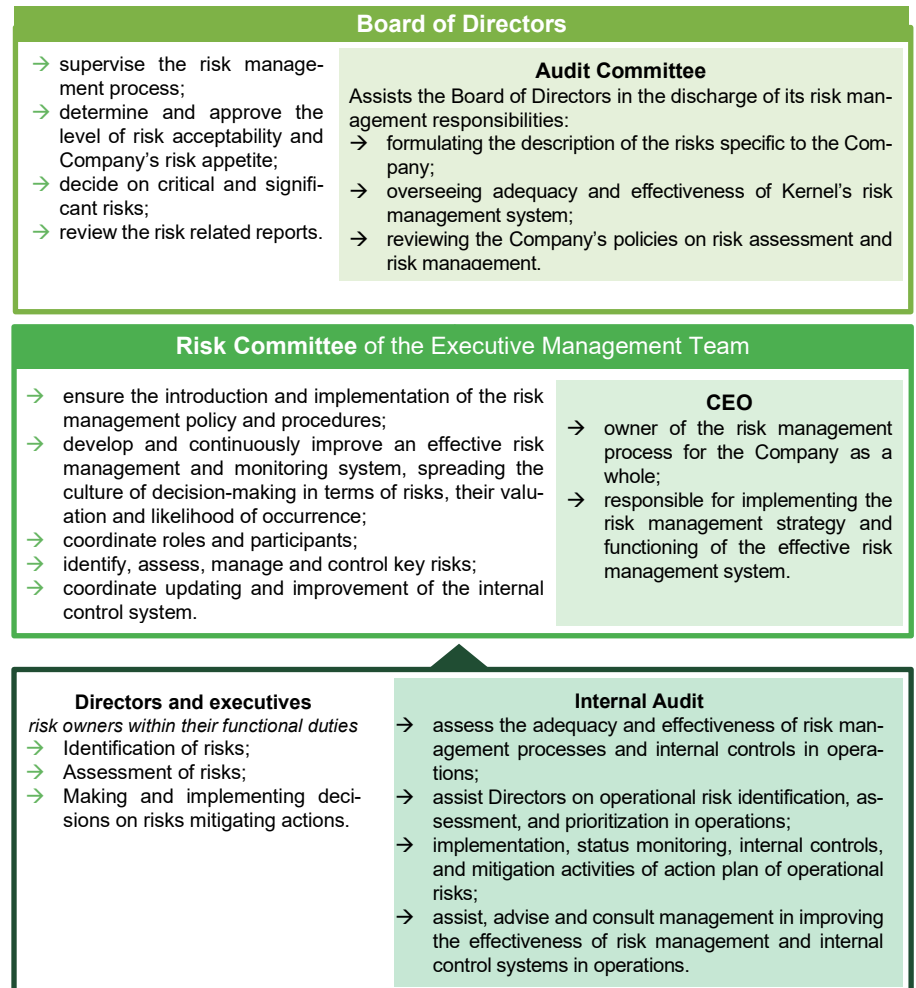 Board of Directors
→ supervise the risk manage-
ment process;
→ determine and approve the
level of risk acceptability and
Company’s risk appetite;
→ decide on critical and signifi-
cant risks;
→ review the risk related reports.
Audit Committee
Assists the Board of Directors in the discharge of its risk man-
agement responsibilities:
→ formulating the description of the risks specific to the Com-
pany;
→ overseeing adequacy and effectiveness of Kernel’s risk
management system;
→ reviewing the Company’s policies on risk assessment and
risk management.
Risk Committee of the Executive Management Team
→ ensure the introduction and implementation of the risk
management policy and procedures;
→ develop and continuously improve an effective risk
management and monitoring system, spreading the
culture of decision-making in terms of risks, their valu-
ation and likelihood of occurrence;
→ coordinate roles and participants;
→ identify, assess, manage and control key risks;
→ coordinate updating and improvement of the internal
control system.
CEO
→ owner of the risk management
process for the Company as a
whole;
→ responsible for implementing the
risk management strategy and
functioning of the effective risk
management system.
Directors and executives
risk owners within their functional duties
→ Identification of risks;
→ Assessment of risks;
→ Making and implementing deci-
sions on risks mitigating actions.
Internal Audit
→ assess the adequacy and effectiveness of risk man-
agement processes and internal controls in opera-
tions;
→ assist Directors on operational risk identification, as-
sessment, and prioritization in operations;
→ implementation, status monitoring, internal controls,
and mitigation activities of action plan of operational
risks;
→ assist, advise and consult management in improving
the effectiveness of risk management and internal
control systems in operations.